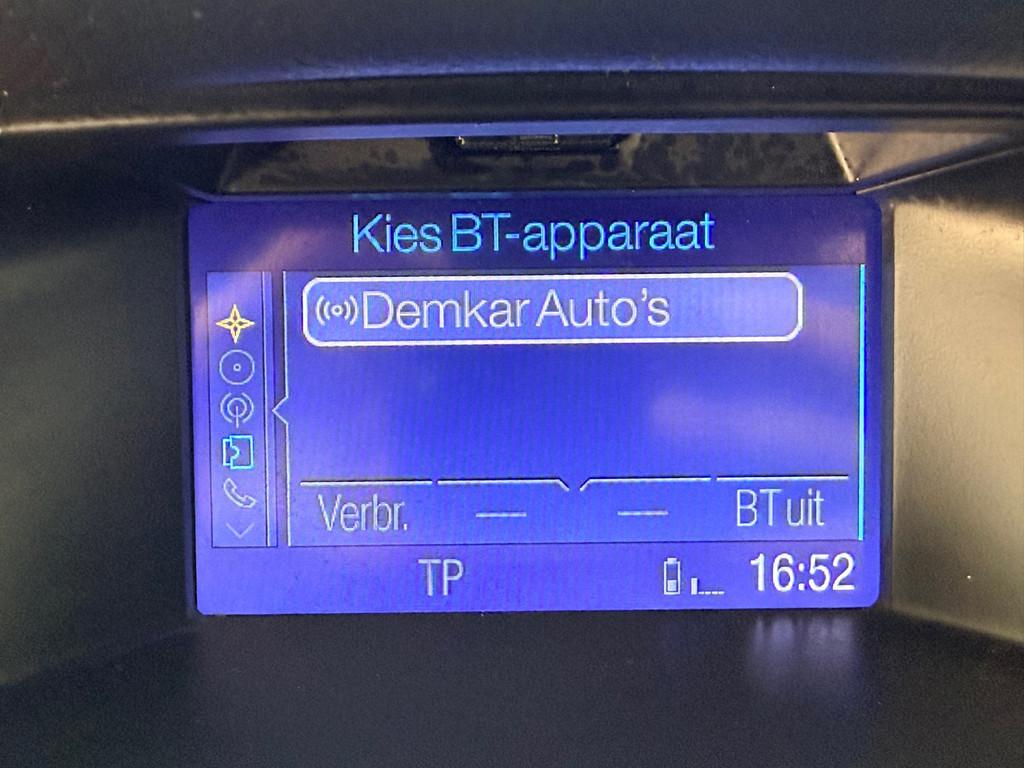 Kies BT-apparaat
Demkar Auto's
Verbr. BT uit
TP 16:52